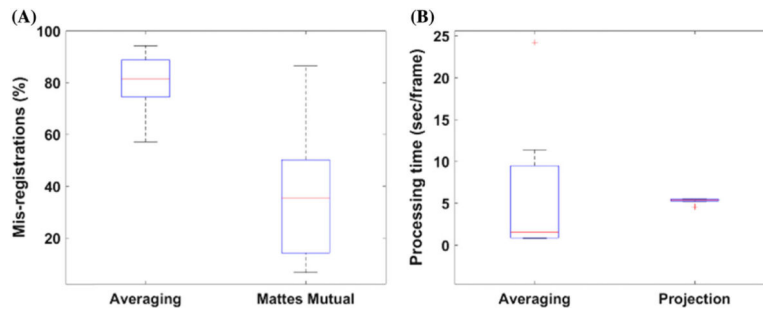 (A)
Mis-registrations (%)
100
80
60
40
20
Averaging
Mattes Mutual
(B)
Processing time (sec/frame)
25
20
15
10
5
0
Averaging
Projection